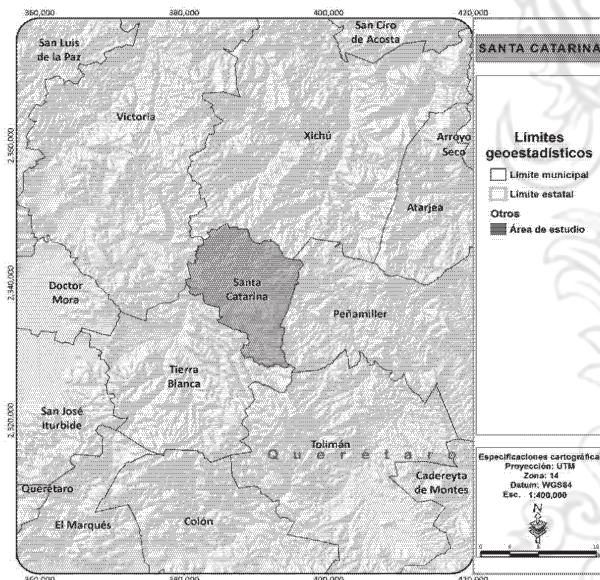 360,000
380,000
400,000
420,000
San Luis
de la Paz
San Ciro
de Acosta
Victoria
Xichú
Arroyo
Seco
Atarjea
2,360,000
2,340,000
2,320,000
Santa
Catarina
Doctor
Mora
Peñamiller
Tierra
Blanca
San José
Iturbide
Tolimán
Querétaro
Cadereyta
de Montes
Querétaro
El Marqués
Colón
360,000
380,000
400,000
420,000
SANTA CATARINA
Límites
geoestadísticos
Límite municipal
Límite estatal
Otros
Área de estudio
Especificaciones cartográfica
Proyección: UTM
Zona: 14
Datum: WGS84
Esc. 1:400,000
N